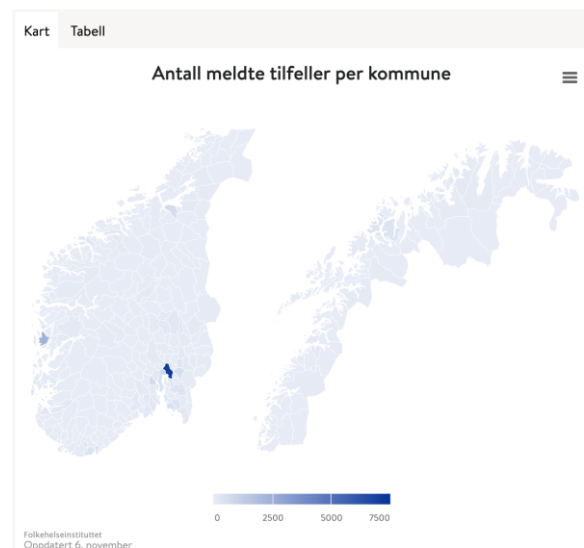 Kart Tabell
Antall meldte tilfeller per kommune
0 2500 5000 7500
Folkehelseinstituttet
Oppdatert 6. november